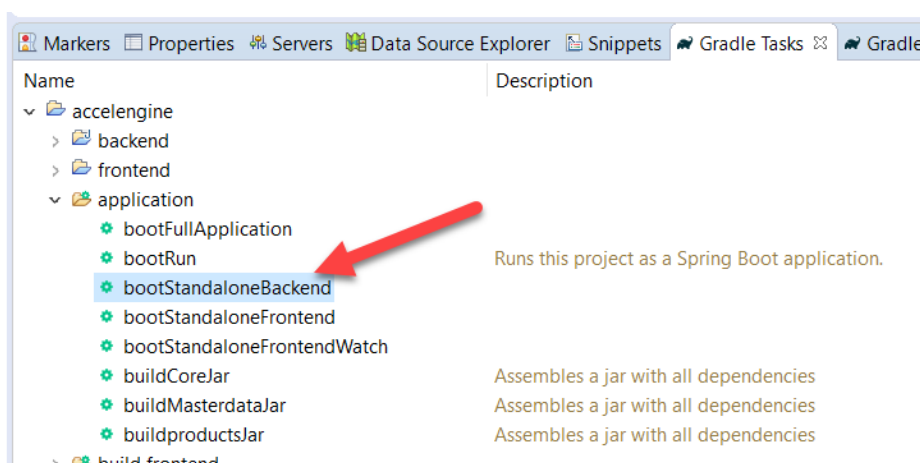 Markers Properties Servers Data Source Explorer Snippets Gradle Tasks Gradle
Name Description
accelengine
backend
frontend
application
bootFullApplication
bootRun Runs this project as a Spring Boot application.
bootStandaloneBackend
bootStandaloneFrontend
bootStandaloneFrontendWatch
buildCoreJar Assembles a jar with all dependencies
buildMasterdataJar Assembles a jar with all dependencies
buildproductsJar Assembles a jar with all dependencies
build frontend